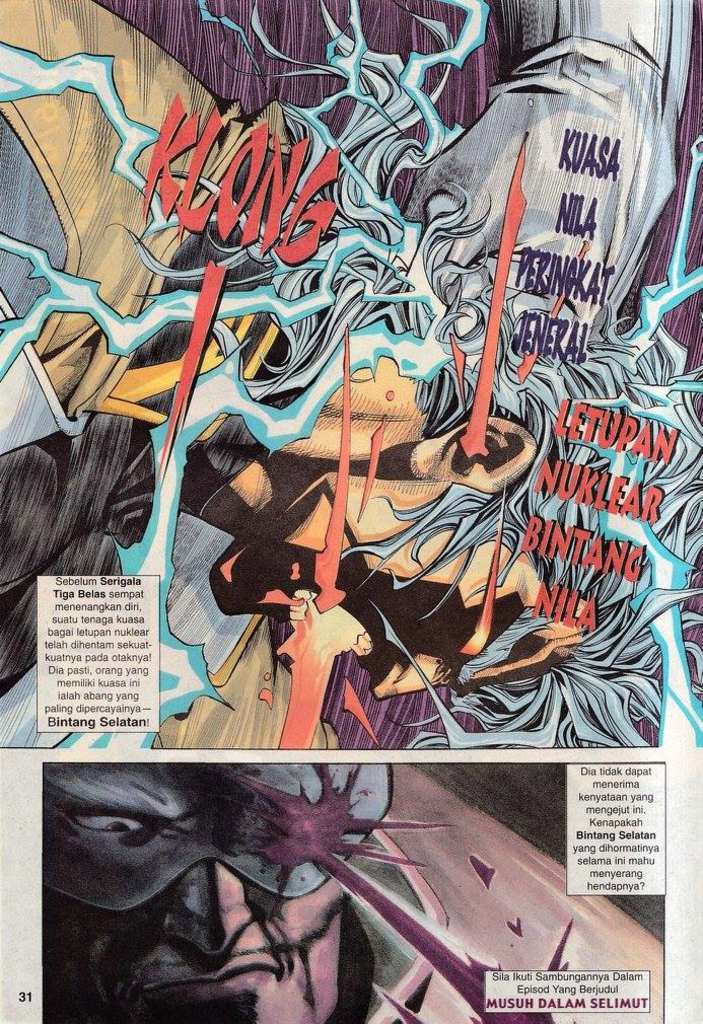 KLONG
KUASA
NILA
PERINGKAT
JENERAL
LETUPAN
NUKLEAR
BINTANG
NILA
Sebelum Serigala
Tiga Belas sempat
menenangkan diri,
suatu tenaga kuasa
bagai letupan nuklear
telah dihentam sekuat-
kuatnya pada otaknya!
Dia pasti, orang yang
memiliki kuasa ini
ialah abang yang
paling dipercayainya—
Bintang Selatan!
Dia tidak dapat
menerima
kenyataan yang
mengejut ini.
Kenapakah
Bintang Selatan
yang dihormatinya
selama ini mahu
menyerang
hendapnya?
Sila Ikuti Sambungannya Dalam
Episod Yang Berjudul
MUSUH DALAM SELIMUT
31